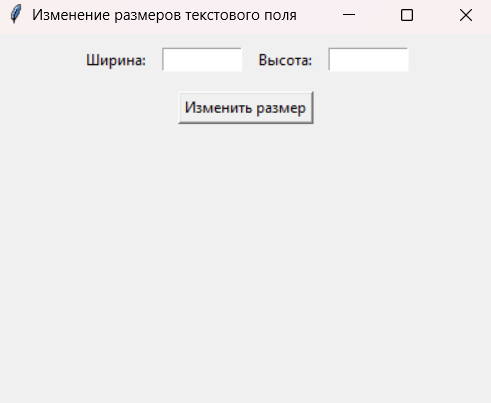 Изменение размеров текстового поля
Ширина: Высота:
Изменить размер